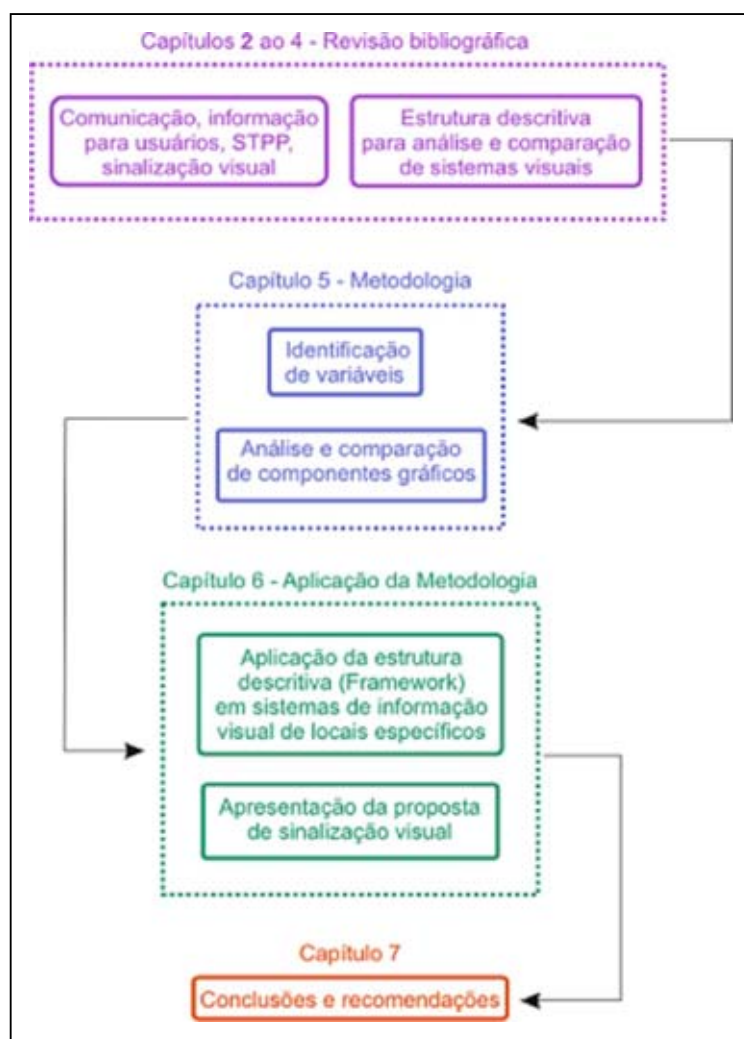 Capítulos 2 ao 4 - Revisão bibliográfica
Comunicação, informação
para usuários, STPP,
sinalização visual
Estrutura descritiva
para análise e comparação
de sistemas visuais
Capítulo 5 - Metodologia
Identificação
de variáveis
Análise e comparação
de componentes gráficos
Capítulo 6 - Aplicação da Metodologia
Aplicação da estrutura
descritiva (Framework)
em sistemas de informação
visual de locais específicos
Apresentação da proposta
de sinalização visual
Capítulo 7
Conclusões e recomendações